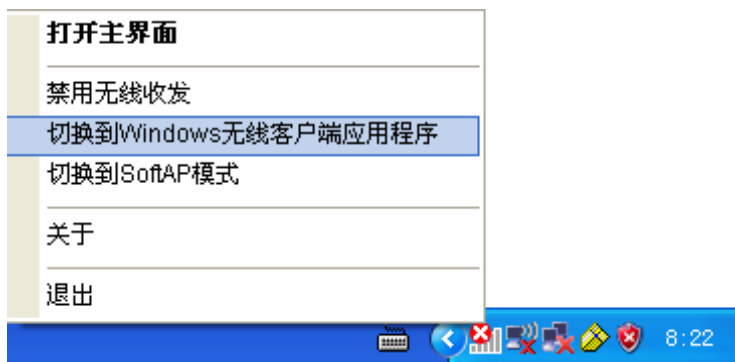 打开主界面
禁用无线收发
切换到Windows无线客户端应用程序
切换到SoftAP模式
关于
退出
8:22